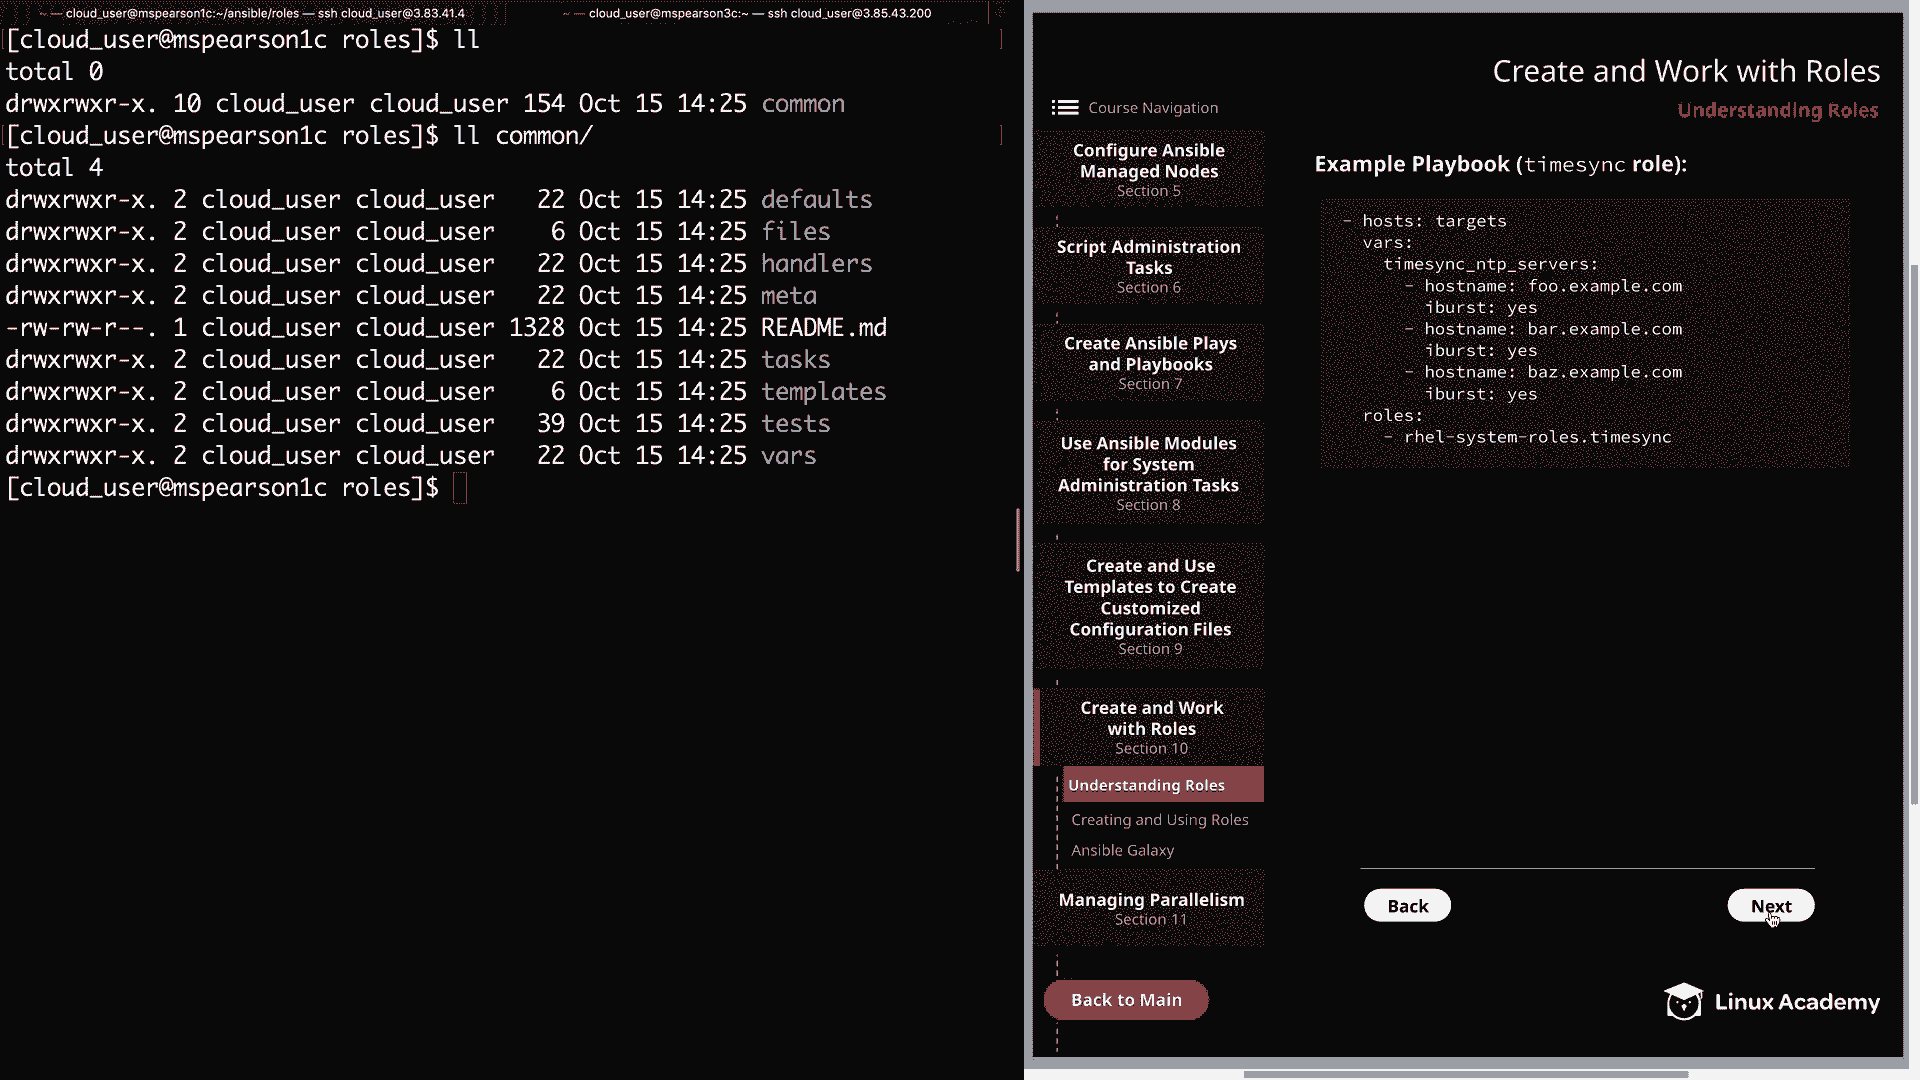 ~ — cloud_user@mspearson1c:~/ansible/roles — ssh cloud_user@3.83.41.4
~ — cloud_user@mspearson3c:~ — ssh cloud_user@3.85.43.200
[cloud_user@mspearson1c roles]$ ll
total 0
drwxrwxr-x. 10 cloud_user cloud_user 154 Oct 15 14:25 common
[cloud_user@mspearson1c roles]$ ll common/
total 4
drwxrwxr-x. 2 cloud_user cloud_user   22 Oct 15 14:25 defaults
drwxrwxr-x. 2 cloud_user cloud_user    6 Oct 15 14:25 files
drwxrwxr-x. 2 cloud_user cloud_user   22 Oct 15 14:25 handlers
drwxrwxr-x. 2 cloud_user cloud_user   22 Oct 15 14:25 meta
-rw-rw-r--. 1 cloud_user cloud_user 1328 Oct 15 14:25 README.md
drwxrwxr-x. 2 cloud_user cloud_user   22 Oct 15 14:25 tasks
drwxrwxr-x. 2 cloud_user cloud_user    6 Oct 15 14:25 templates
drwxrwxr-x. 2 cloud_user cloud_user   39 Oct 15 14:25 tests
drwxrwxr-x. 2 cloud_user cloud_user   22 Oct 15 14:25 vars
[cloud_user@mspearson1c roles]$
Create and Work with Roles
Understanding Roles
Course Navigation
Configure Ansible
Managed Nodes
Section 5
Script Administration
Tasks
Section 6
Create Ansible Plays
and Playbooks
Section 7
Use Ansible Modules
for System
Administration Tasks
Section 8
Create and Use
Templates to Create
Customized
Configuration Files
Section 9
Create and Work
with Roles
Section 10
Understanding Roles
Creating and Using Roles
Ansible Galaxy
Managing Parallelism
Section 11
Back to Main
Example Playbook (timesync role):
- hosts: targets
  vars:
    timesync_ntp_servers:
      - hostname: foo.example.com
        iburst: yes
      - hostname: bar.example.com
        iburst: yes
      - hostname: baz.example.com
        iburst: yes
  roles:
    - rhel-system-roles.timesync
Back
Next
Linux Academy